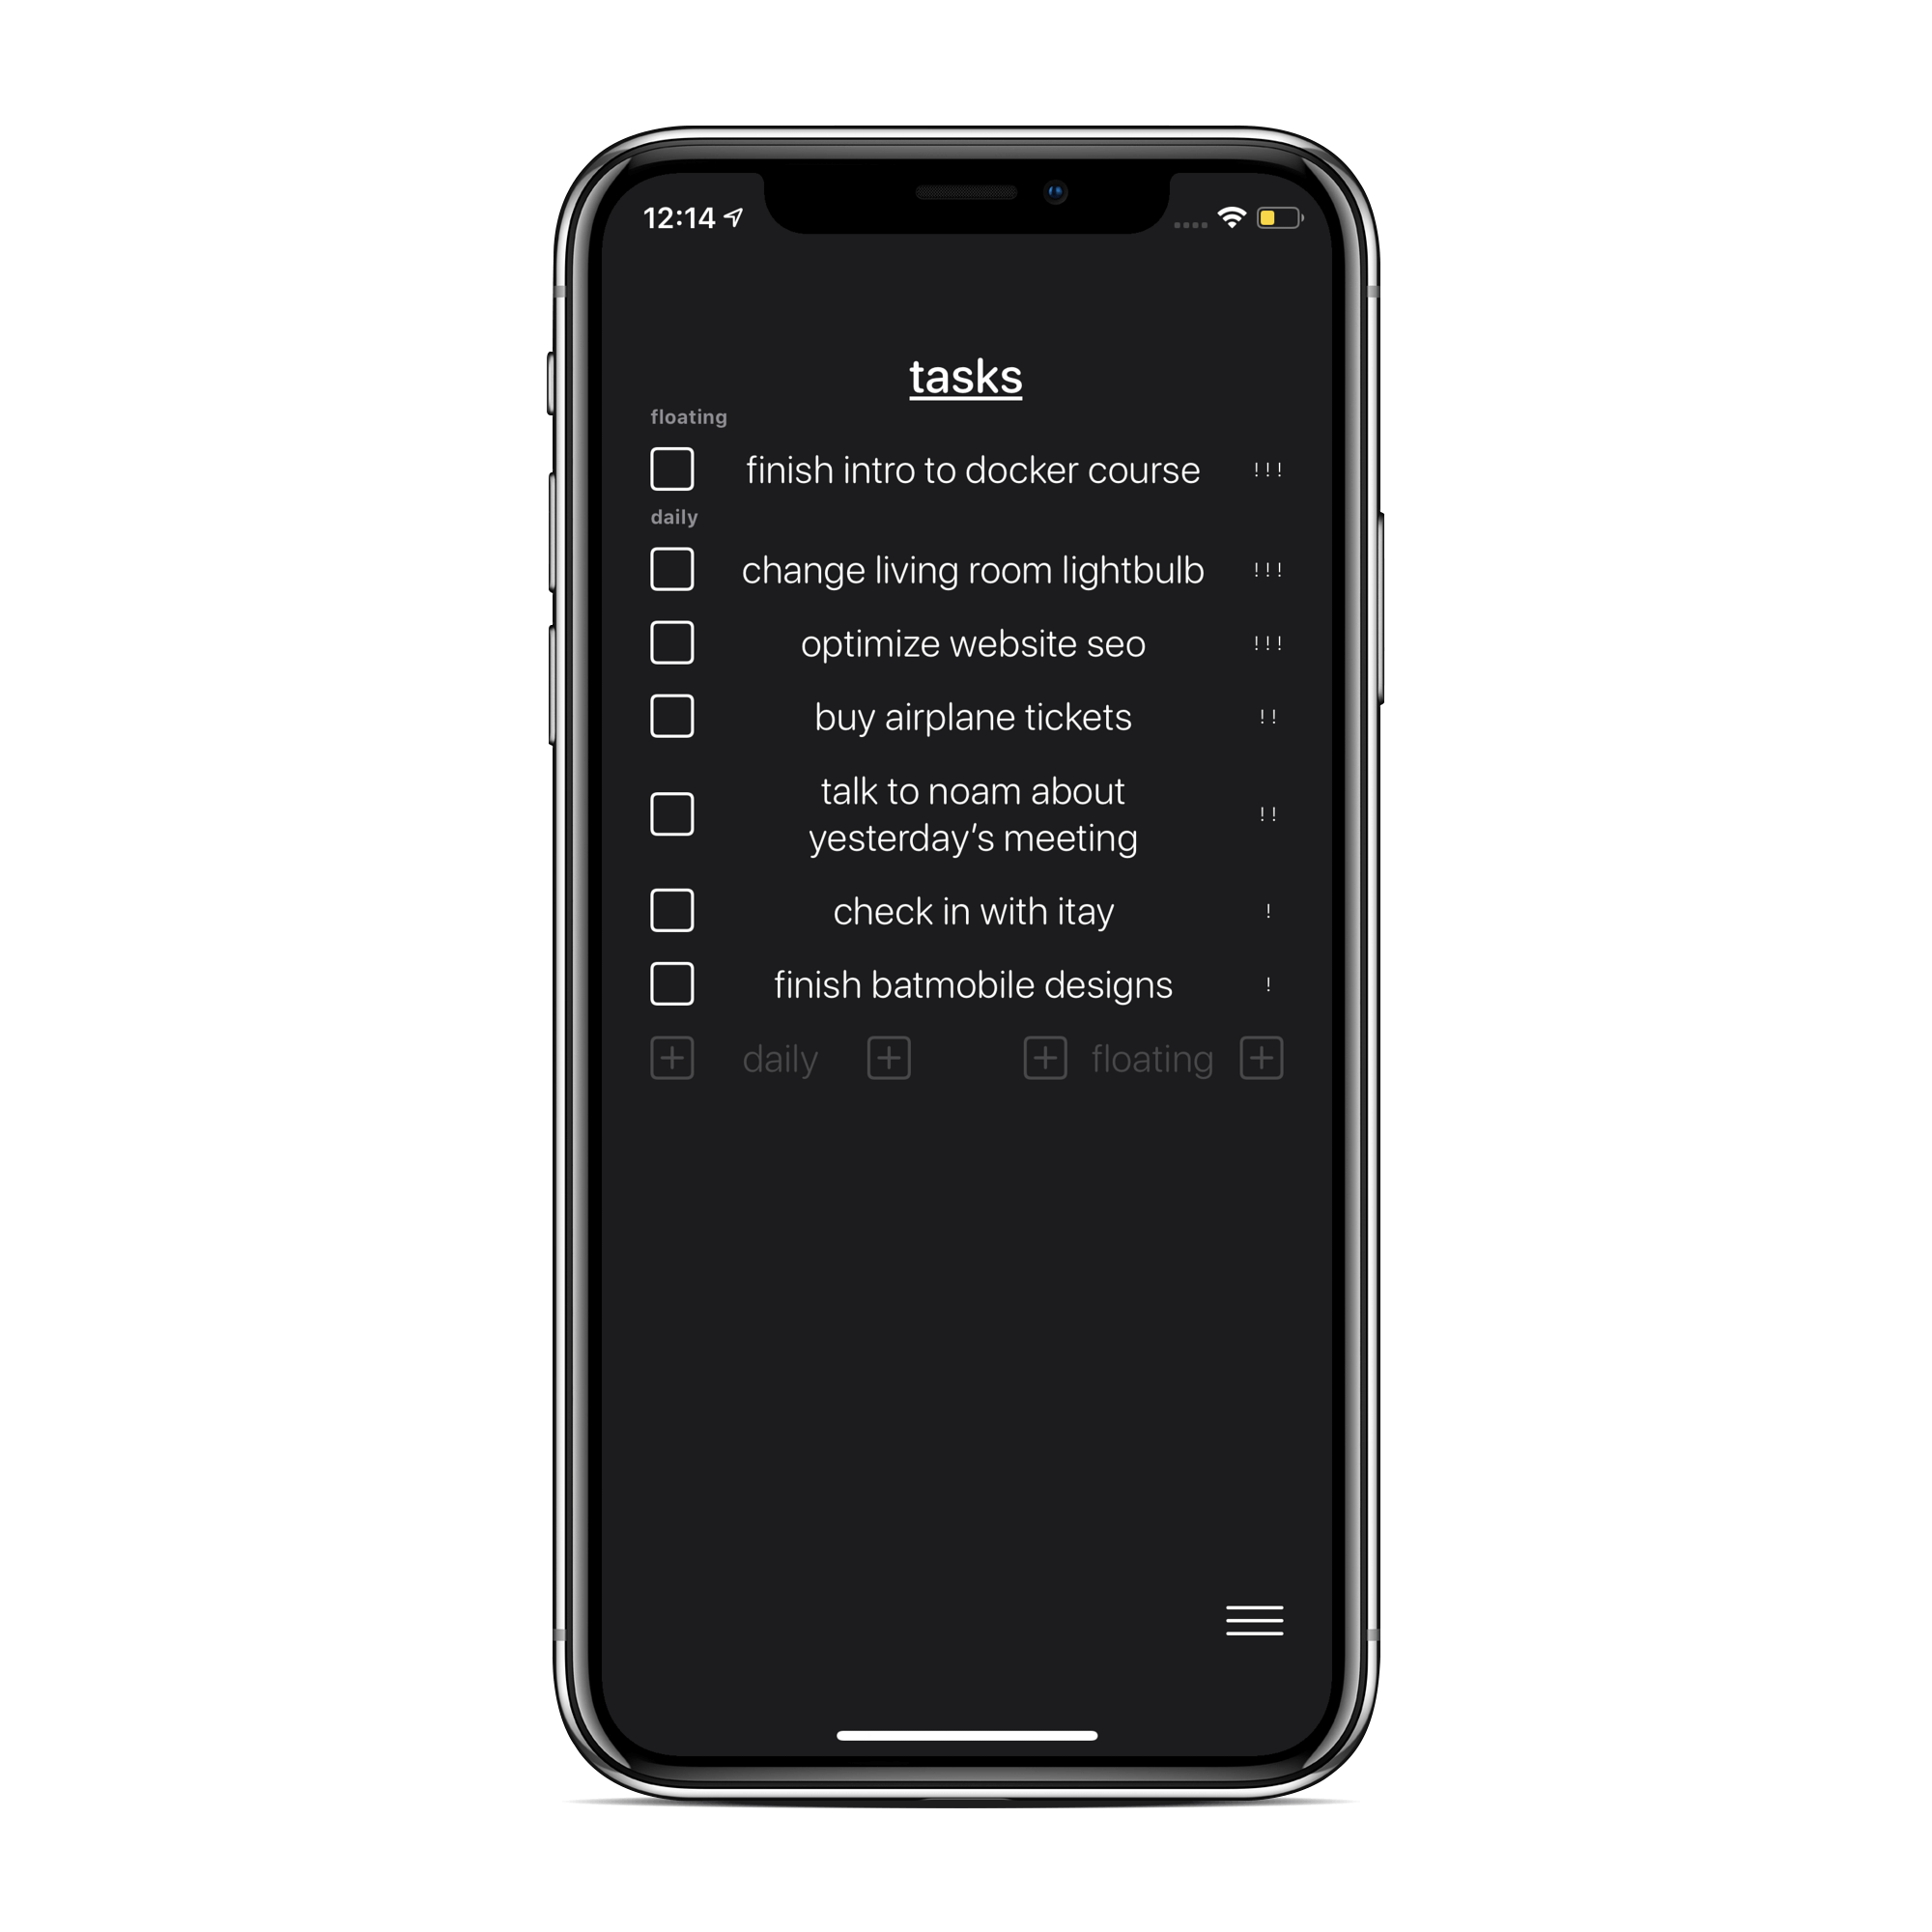 12:14
tasks
floating
finish intro to docker course !!!
daily
change living room lightbulb !!!
optimize website seo !!!
buy airplane tickets !!
talk to noam about
yesterday's meeting !!
check in with itay !
finish batmobile designs !
daily floating